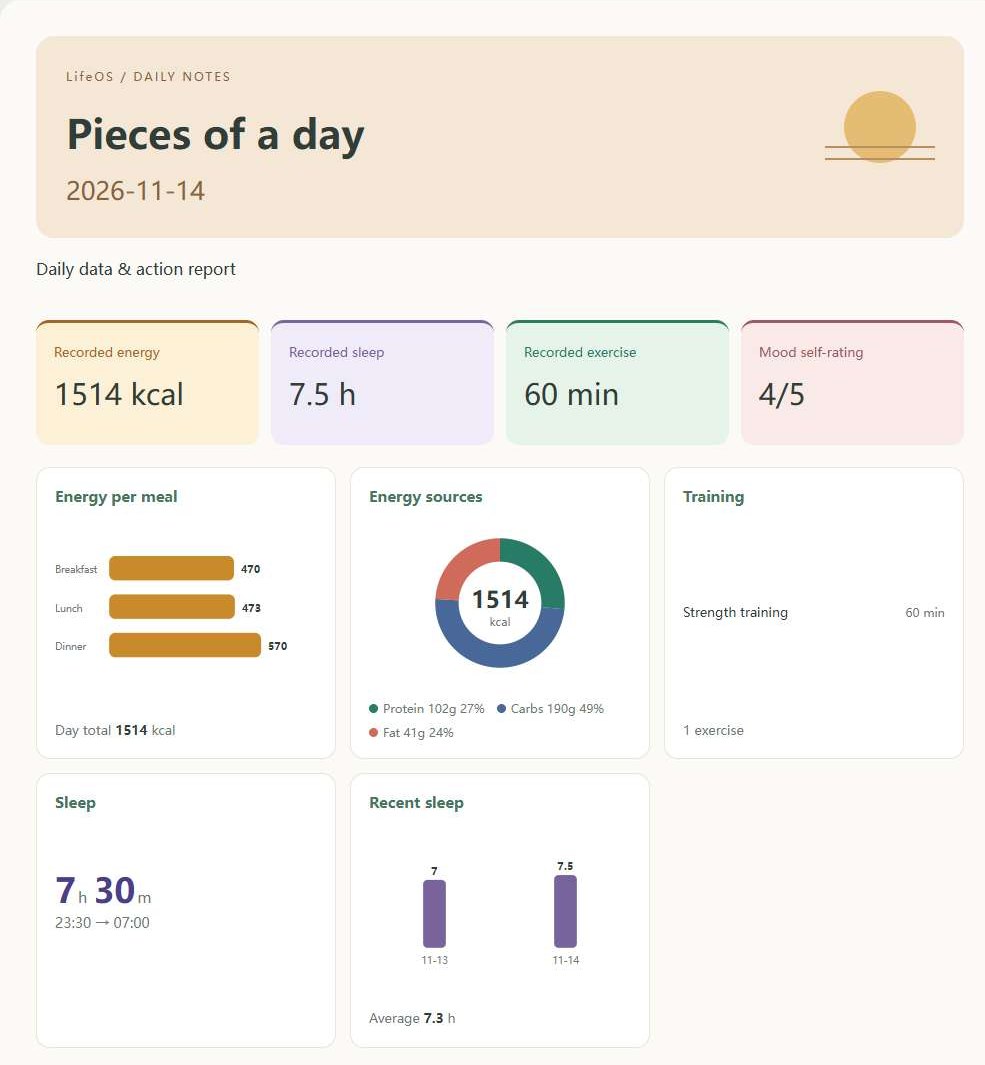 LifeOS / DAILY NOTES
Pieces of a day
2026-11-14
Daily data & action report
Recorded energy
1514 kcal
Recorded sleep
7.5 h
Recorded exercise
60 min
Mood self-rating
4/5
Energy per meal
Breakfast 470
Lunch 473
Dinner 570
Day total 1514 kcal
Energy sources
1514
kcal
Protein 102g 27% Carbs 190g 49%
Fat 41g 24%
Training
Strength training 60 min
1 exercise
Sleep
7 h 30 m
23:30 → 07:00
Recent sleep
7 7.5
11-13 11-14
Average 7.3 h